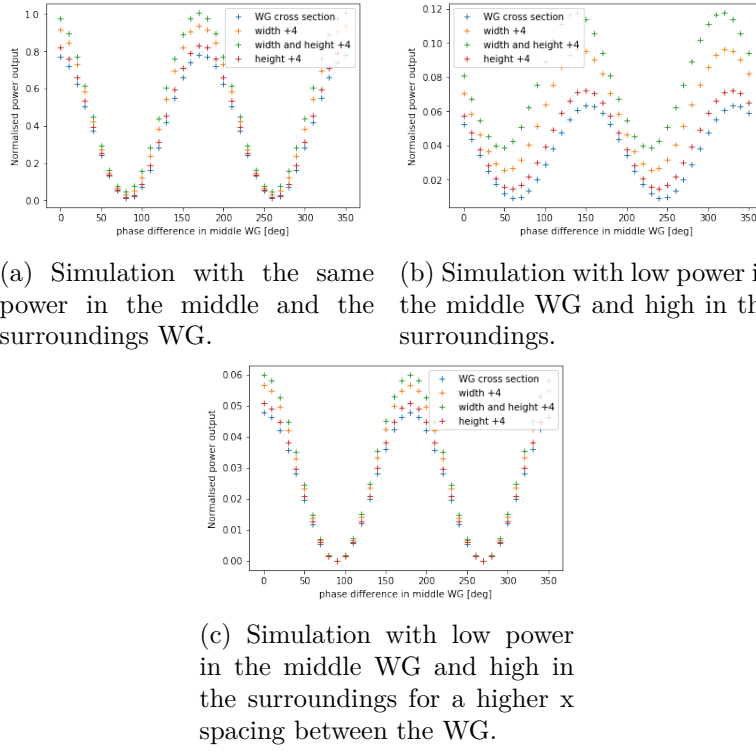 1.0
0.8
0.6
0.4
0.2
0.0
Normalised power output
WG cross section
width +4
width and height +4
height +4
0 50 100 150 200 250 300 350
phase difference in middle WG [deg]
0.12
0.10
0.08
0.06
0.04
0.02
Normalised power output
WG cross section
width +4
width and height +4
height +4
0 50 100 150 200 250 300 350
phase difference in middle WG [deg]
(a) Simulation with the same
power in the middle and the
surroundings WG.
(b) Simulation with low power i
the middle WG and high in th
surroundings.
0.06
0.05
0.04
0.03
0.02
0.01
0.00
Normalised power output
WG cross section
width +4
width and height +4
height +4
0 50 100 150 200 250 300 350
phase difference in middle WG [deg]
(c) Simulation with low power
in the middle WG and high in
the surroundings for a higher x
spacing between the WG.